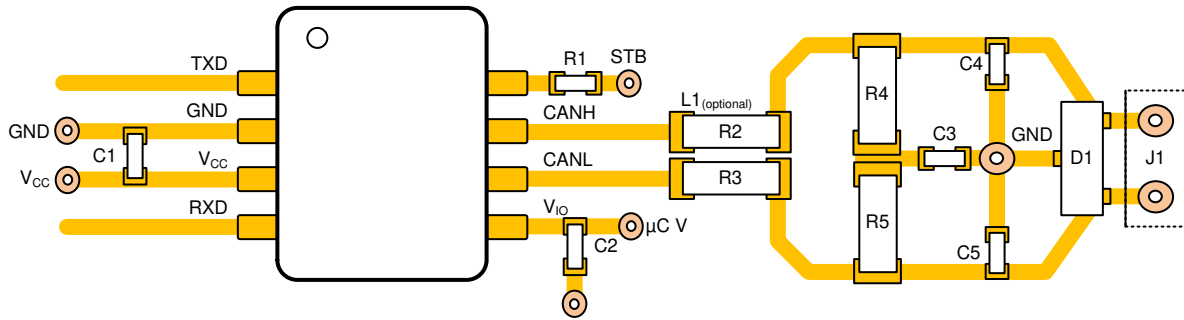 TXD
R1
STB
GND
GND
C1
CANH
L1(optional)
R2
R4
C4
C3
GND
VCC
VCC
CANL
R3
D1
J1
RXD
VIO
C2
µC V
R5
C5